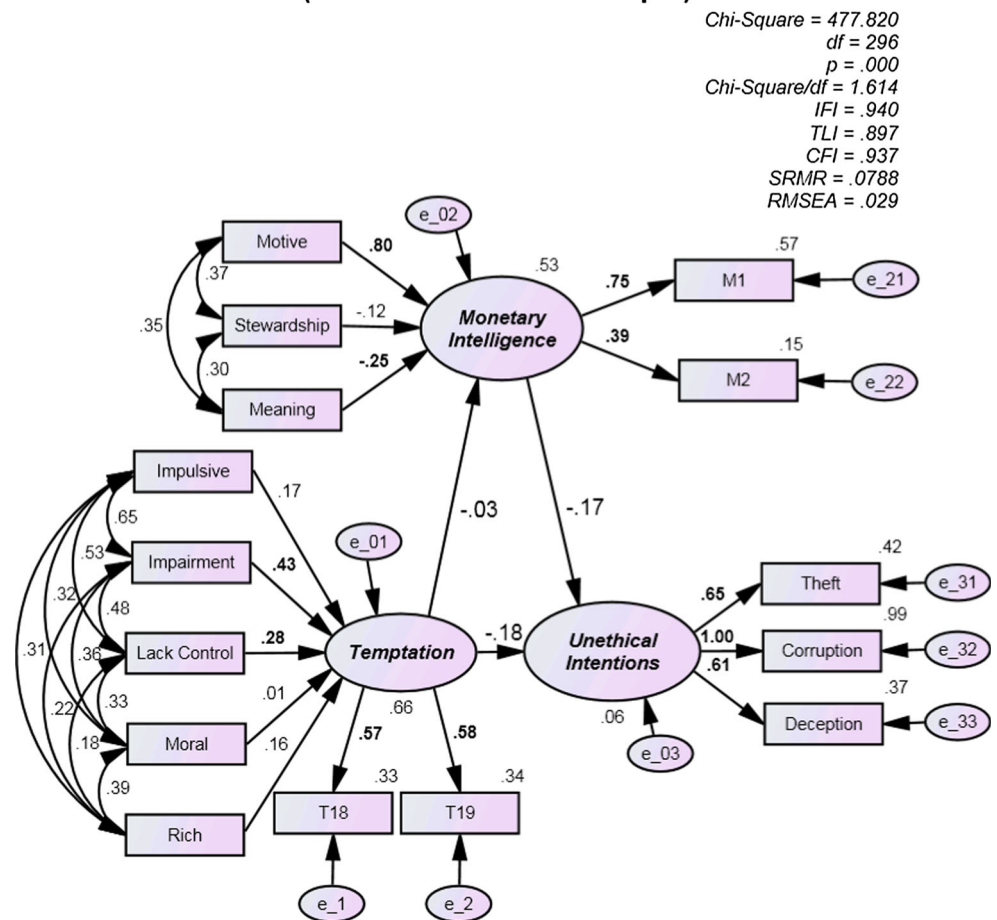 Chi-Square = 477.820
df = 296
p = .000
Chi-Square/df = 1.614
IFI = .940
TLI = .897
CFI = .937
SRMR = .0788
RMSEA = .029
e_02
Motive
.80
.37
.53
.57
.75
M1
e_21
.35
Stewardship
-.12
Monetary
Intelligence
.39
.15
.30
-.25
M2
e_22
Meaning
Impulsive
.17
.65
-.03
-.17
.53
Impairment
.43
e_01
.42
.32
.48
.65
Theft
e_31
.99
.31
.36
Lack Control
.28
Temptation
-.18
Unethical
Intentions
1.00
Corruption
e_32
.61
.37
.33
.01
.22
.66
.06
Deception
e_33
.18
Moral
.16
.57
.58
e_03
.39
.33
.34
Rich
T18
T19
e_1
e_2